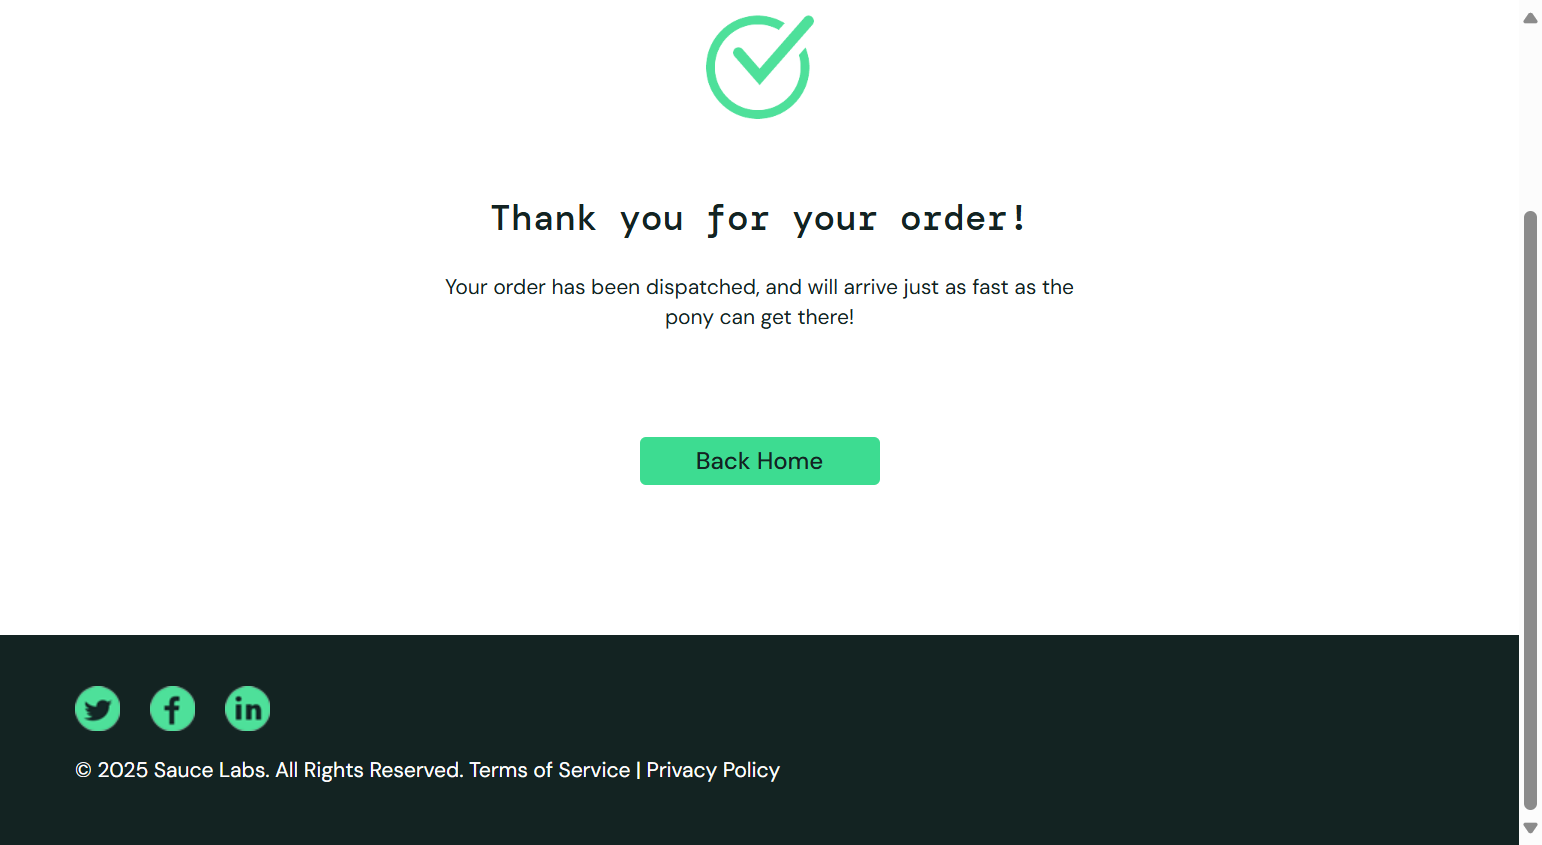 Thank you for your order!
Your order has been dispatched, and will arrive just as fast as the
pony can get there!
Back Home
© 2025 Sauce Labs. All Rights Reserved. Terms of Service | Privacy Policy